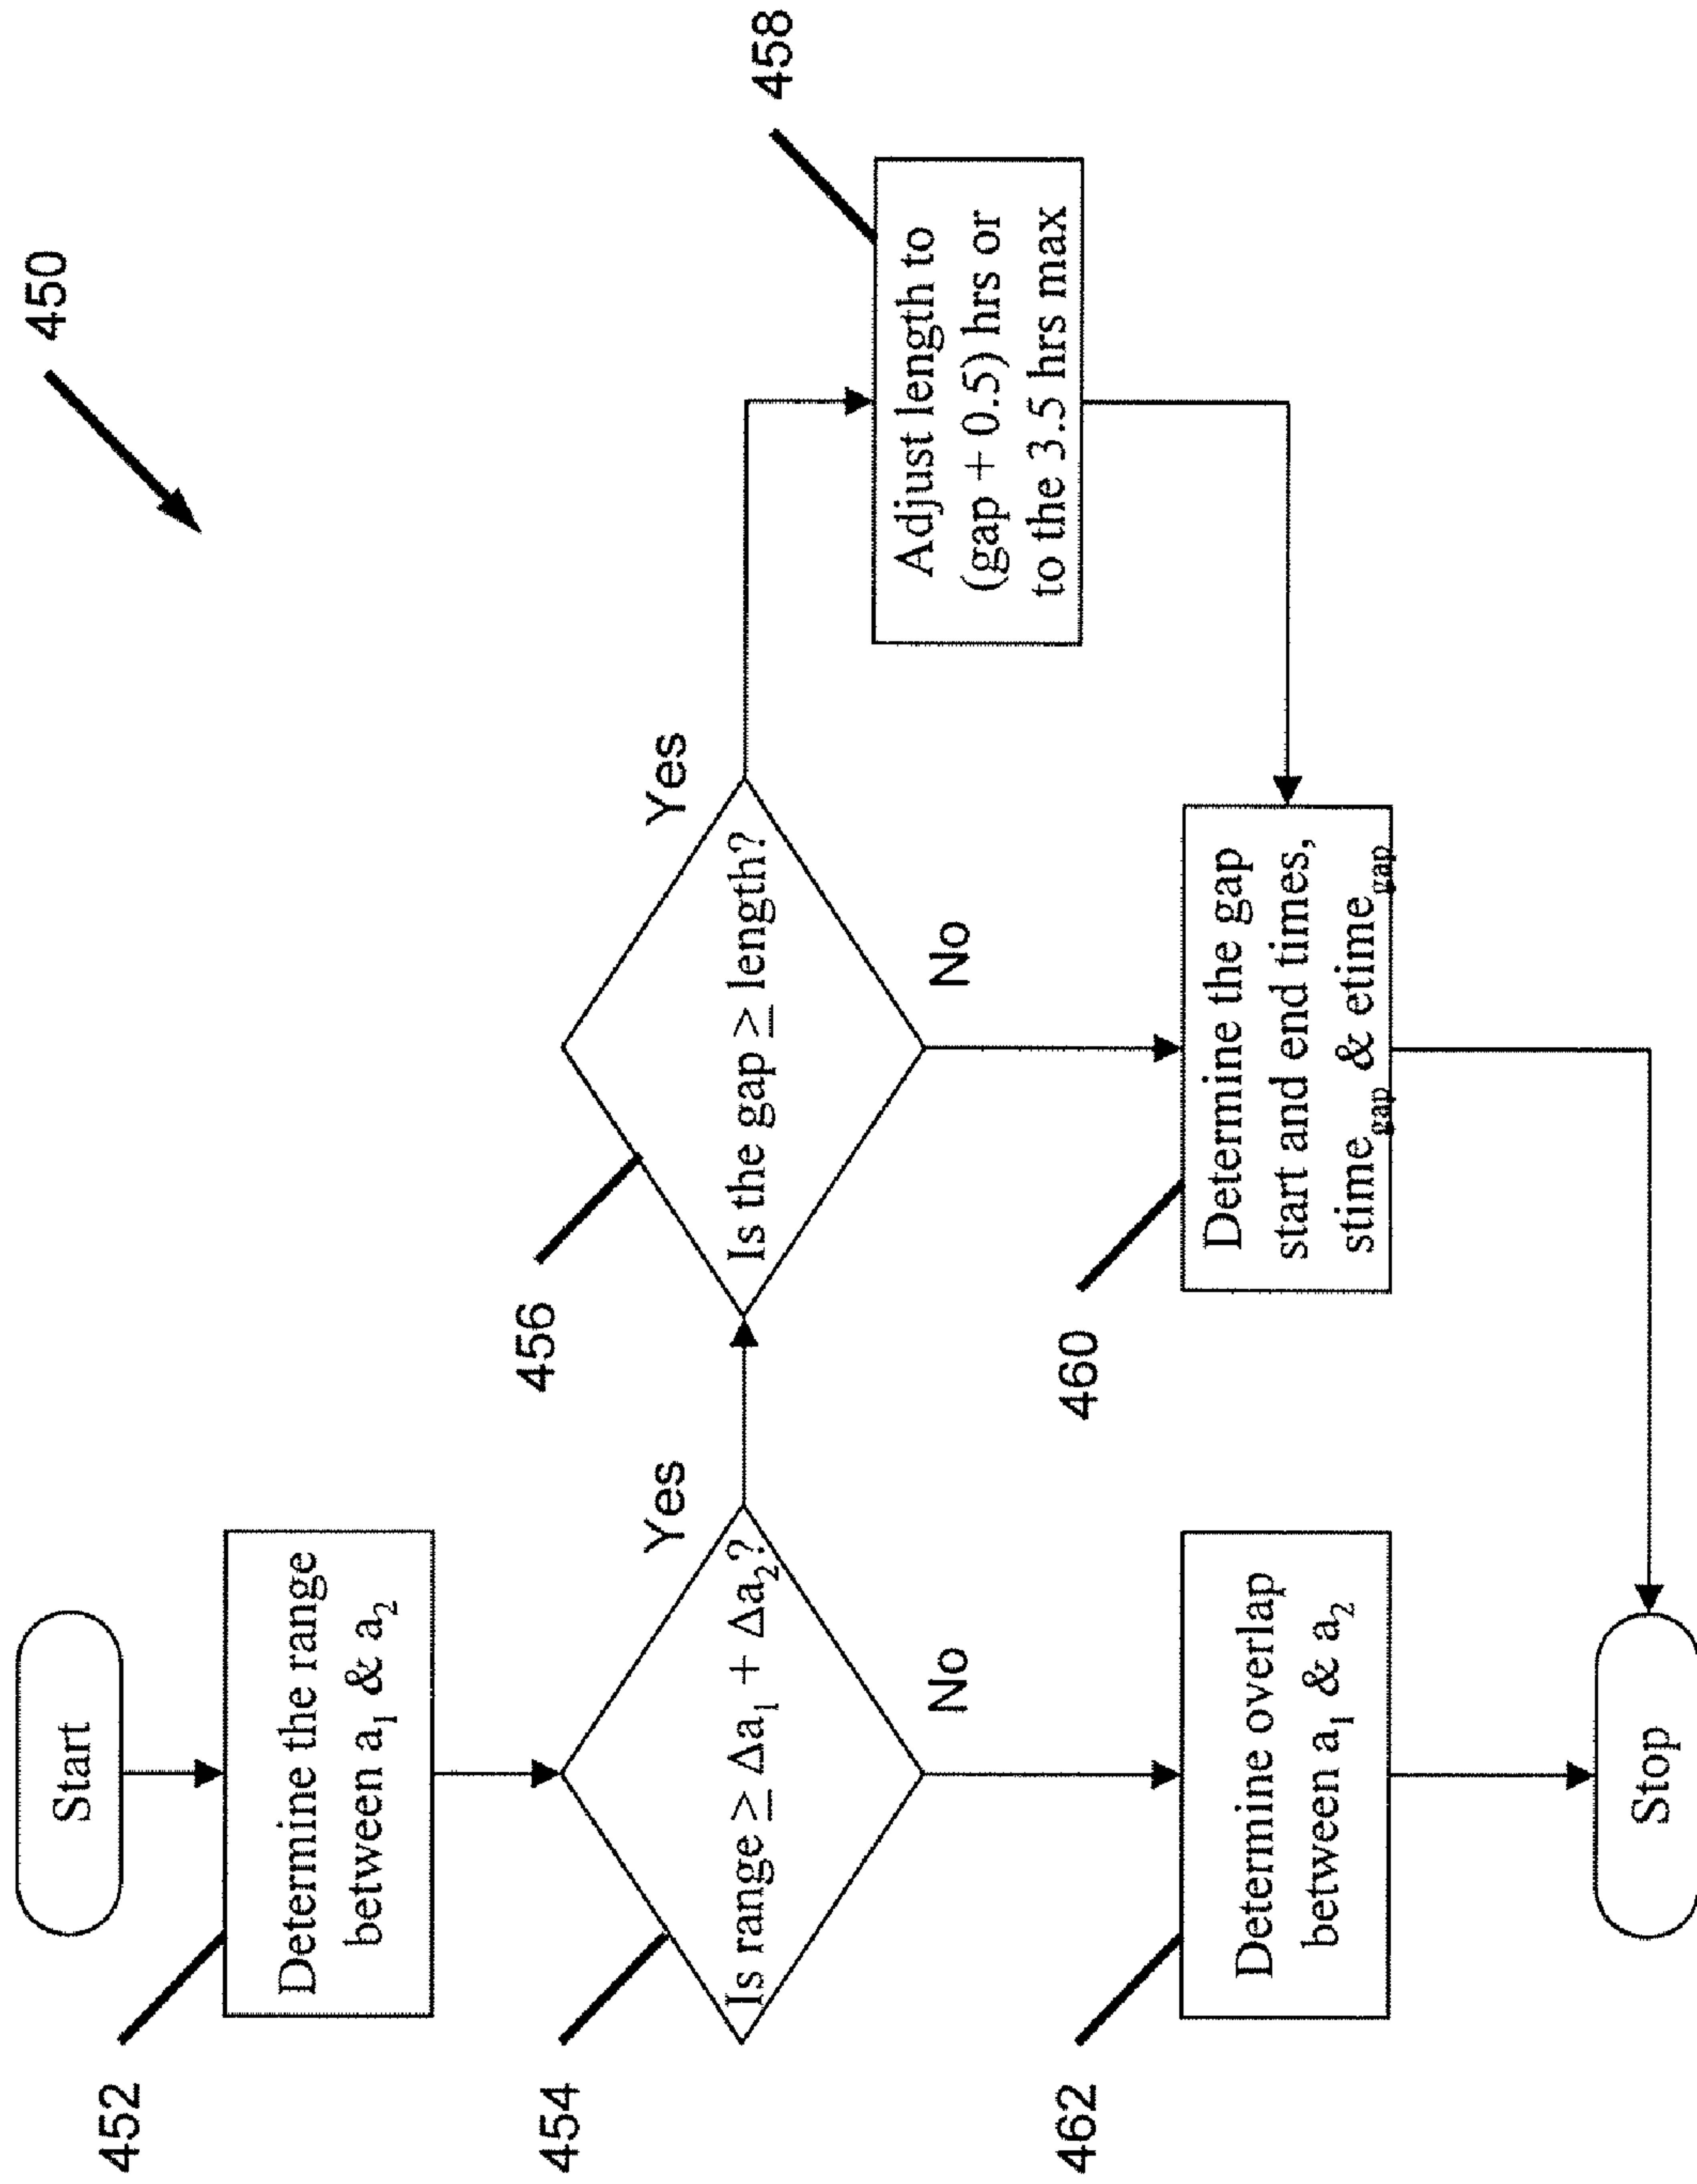 450
Start
452
Determine the range
between a₁ & a₂
454
Is range ≥ Δa₁ + Δa₂?
Yes
No
456
Is the gap ≥ length?
Yes
No
458
Adjust length to
(gap + 0.5) hrs or
to the 3.5 hrs max
460
Determine the gap
start and end times,
stime_gap & etime_gap
462
Determine overlap
between a₁ & a₂
Stop